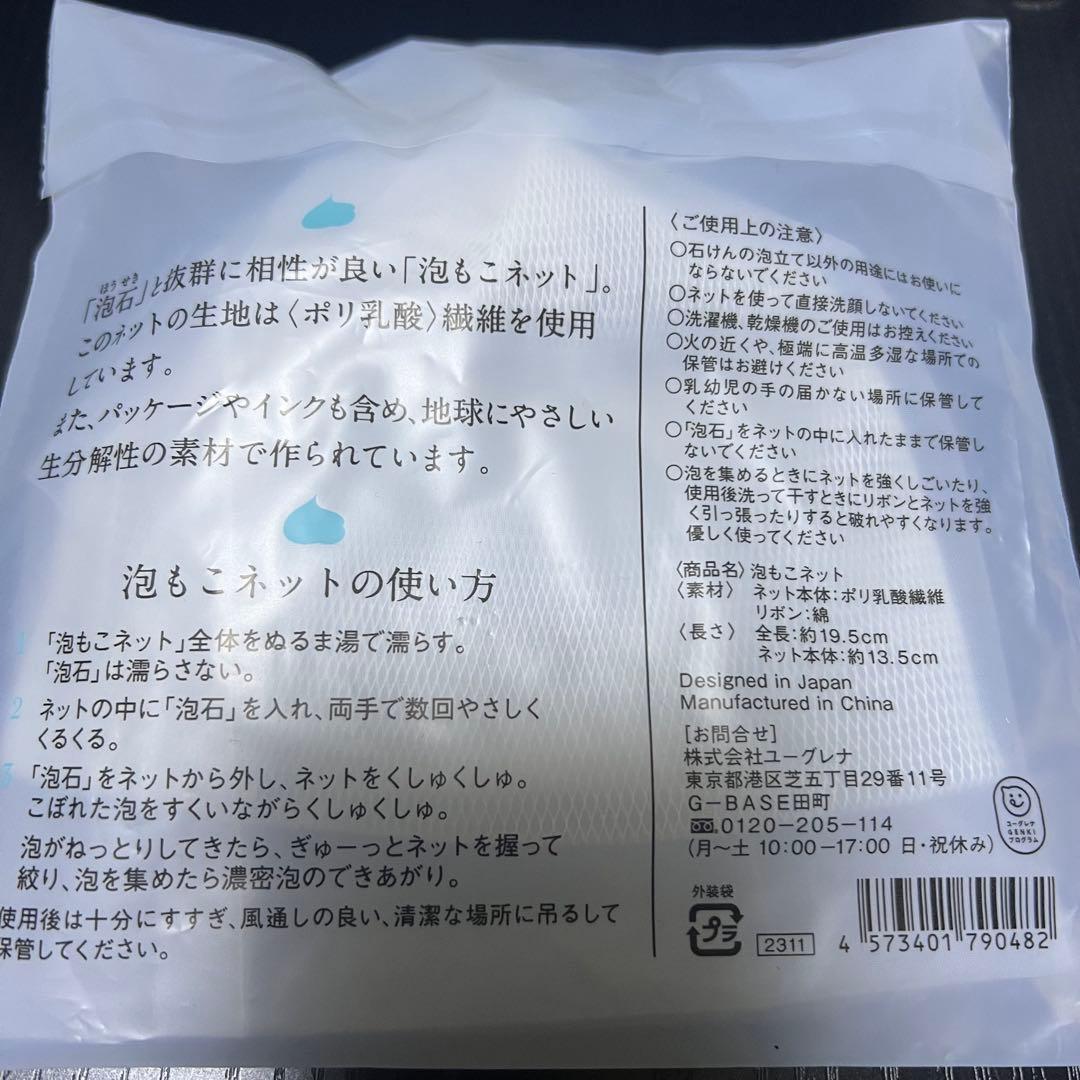 「泡石」と抜群に相性が良い「泡もこネット」。
ほうせき
このネットの生地は〈ポリ乳酸〉繊維を使用
しています。
また、パッケージやインクも含め、地球にやさしい
生分解性の素材で作られています。
泡もこネットの使い方
1 「泡もこネット」全体をぬるま湯で濡らす。
「泡石」は濡らさない。
2 ネットの中に「泡石」を入れ、両手で数回やさしく
くるくる。
3 「泡石」をネットから外し、ネットをくしゅくしゅ。
こぼれた泡をすくいながらくしゅくしゅ。
泡がねっとりしてきたら、ぎゅーっとネットを握って
絞り、泡を集めたら濃密泡のできあがり。
使用後は十分にすすぎ、風通しの良い、清潔な場所に吊るして
保管してください。
〈ご使用上の注意〉
○石けんの泡立て以外の用途にはお使いに
ならないでください
○ネットを使って直接洗顔しないでください
○洗濯機、乾燥機のご使用はお控えください
○火の近くや、極端に高温多湿な場所での
保管はお避けください
○乳幼児の手の届かない場所に保管して
ください
○「泡石」をネットの中に入れたままで保管し
ないでください
○泡を集めるときにネットを強くしごいたり、
使用後洗って干すときにリボンとネットを強
く引っ張ったりすると破れやすくなります。
優しく使ってください
〈商品名〉泡もこネット
〈素材〉 ネット本体：ポリ乳酸繊維
リボン：綿
〈長さ〉 全長：約19.5cm
ネット本体：約13.5cm
Designed in Japan
Manufactured in China
[お問合せ]
株式会社ユーグレナ
東京都港区芝五丁目29番11号
G-BASE田町
0120-205-114
(月〜土 10:00-17:00 日・祝休み)
ユーグレナ
GENKI
プログラム
外装袋
プラ
2311
4 573401 790482